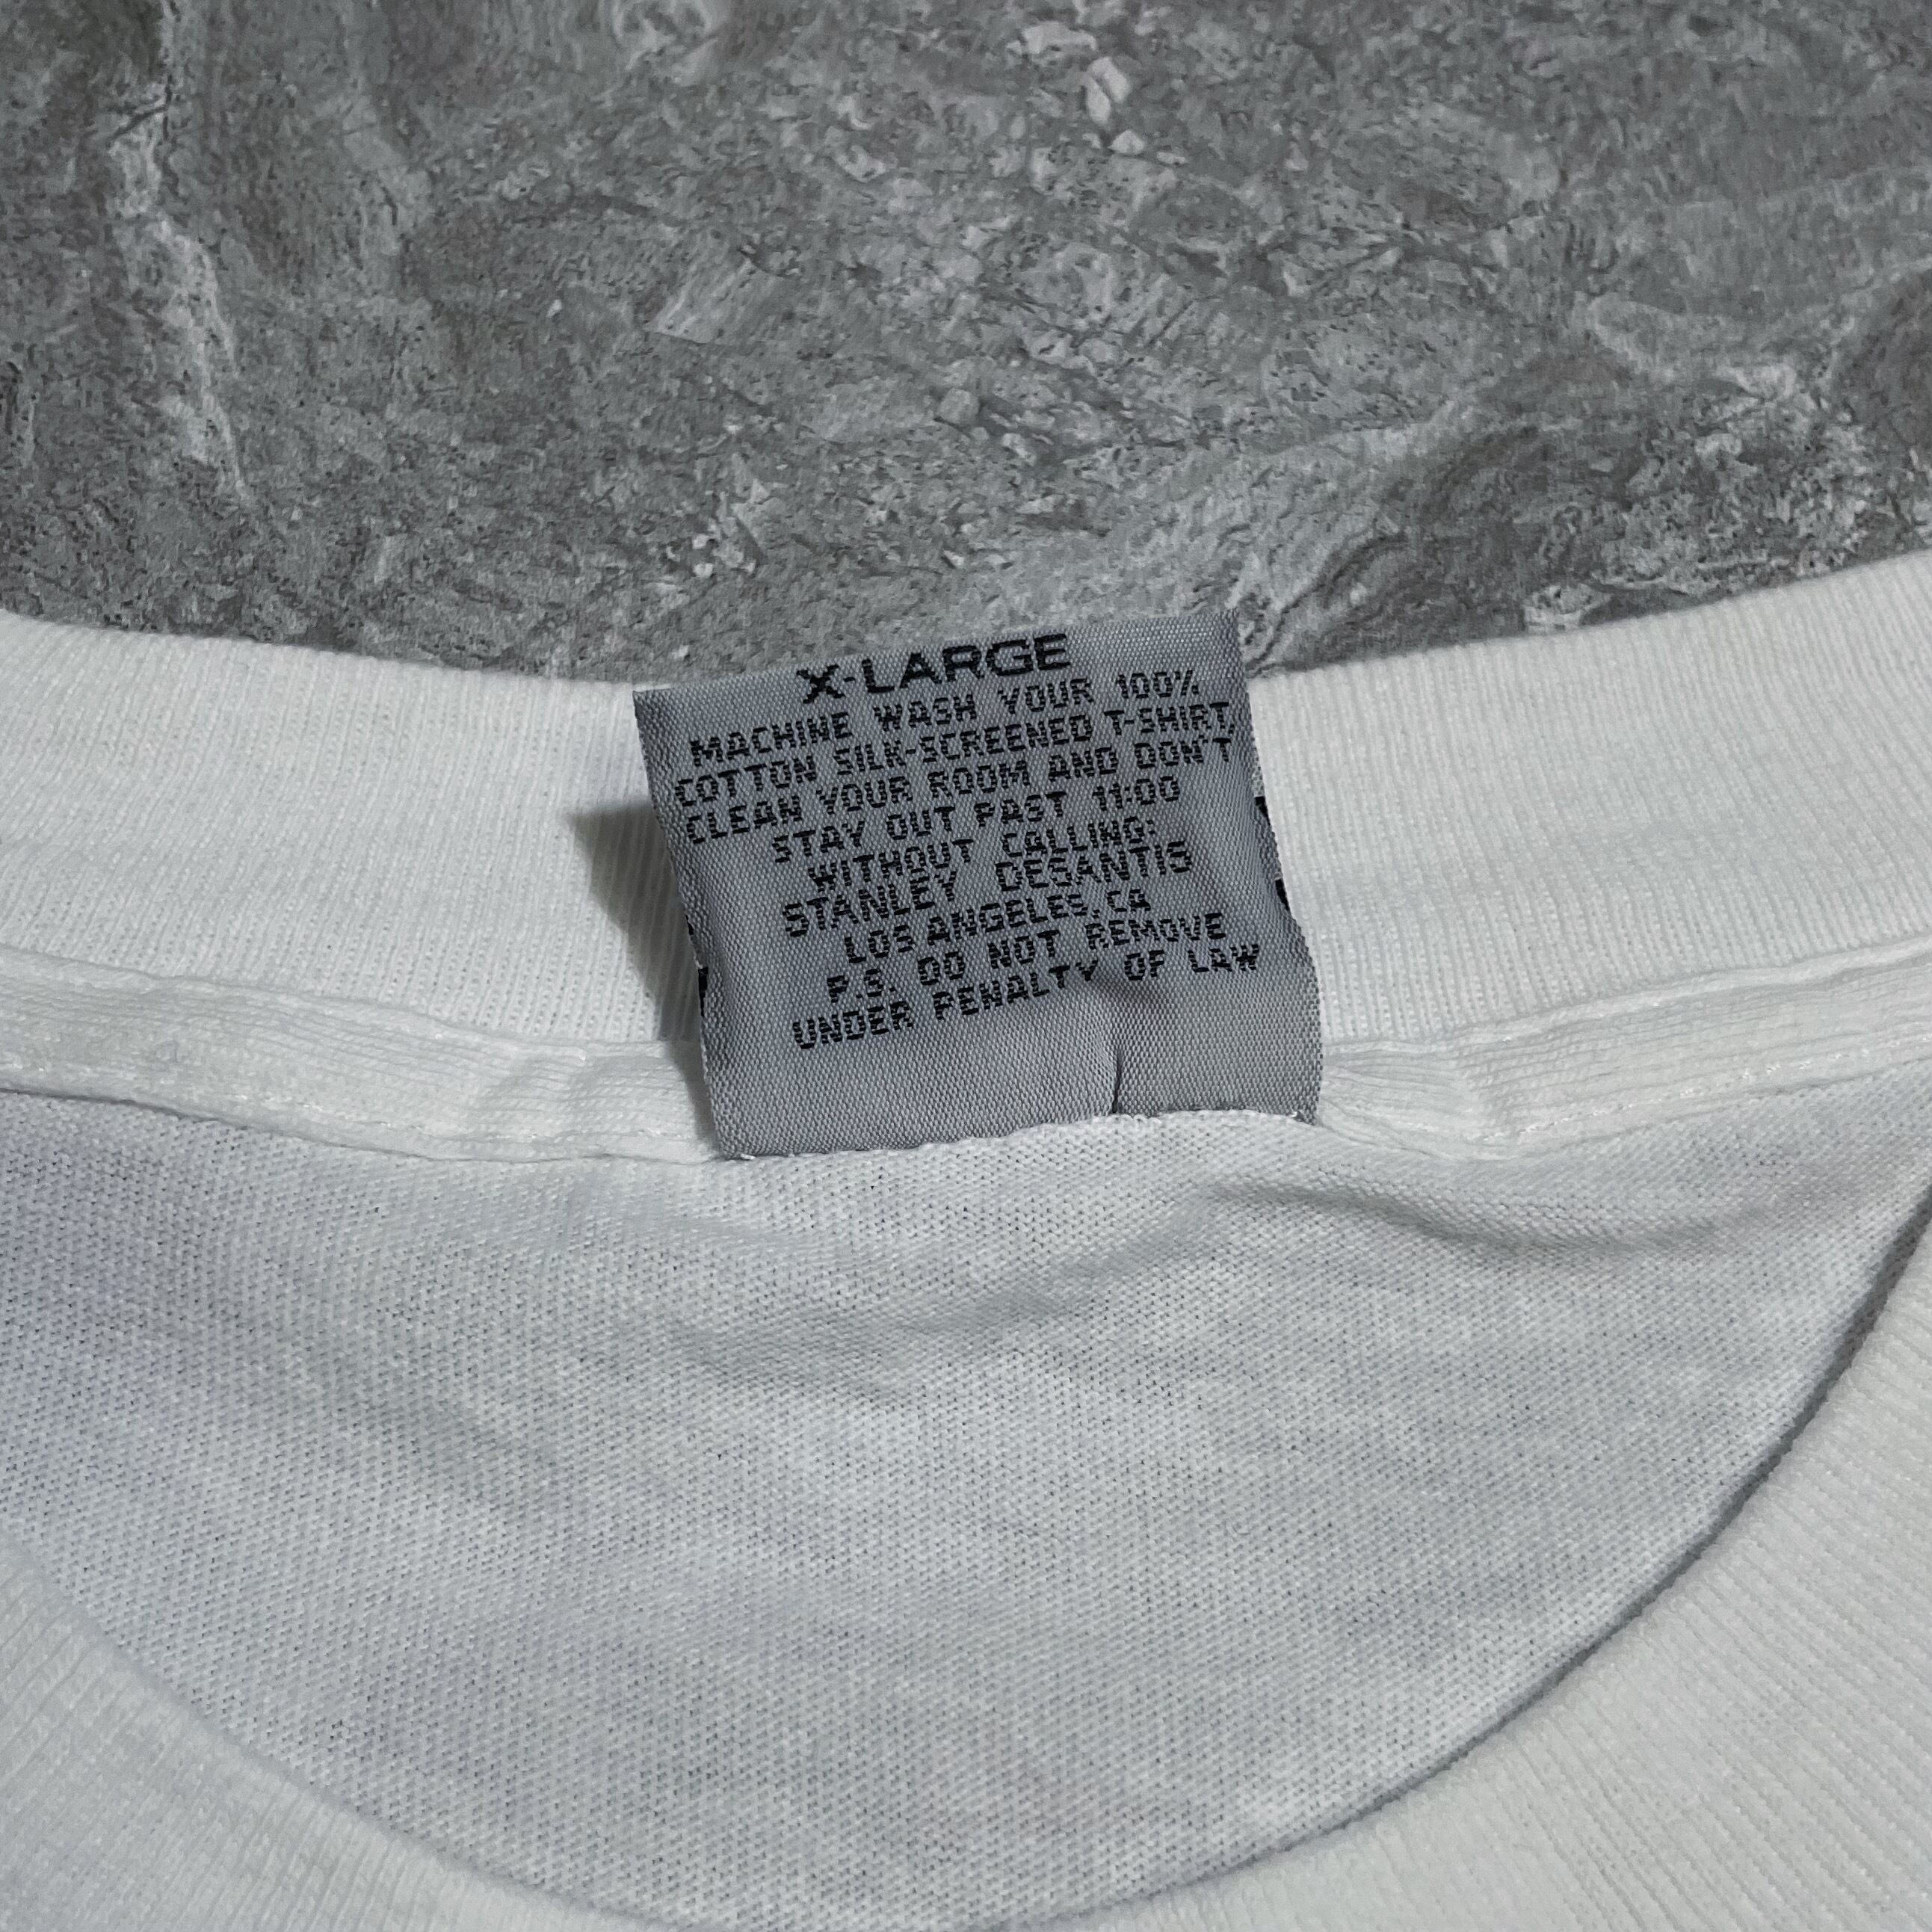 X-LARGE
MACHINE WASH YOUR 100%
COTTON SILK-SCREENED T-SHIRT,
CLEAN YOUR ROOM AND DON'T
STAY OUT PAST 11:00
WITHOUT CALLING:
STANLEY DESANTIS
LOS ANGELES, CA
P.S. DO NOT REMOVE
UNDER PENALTY OF LAW